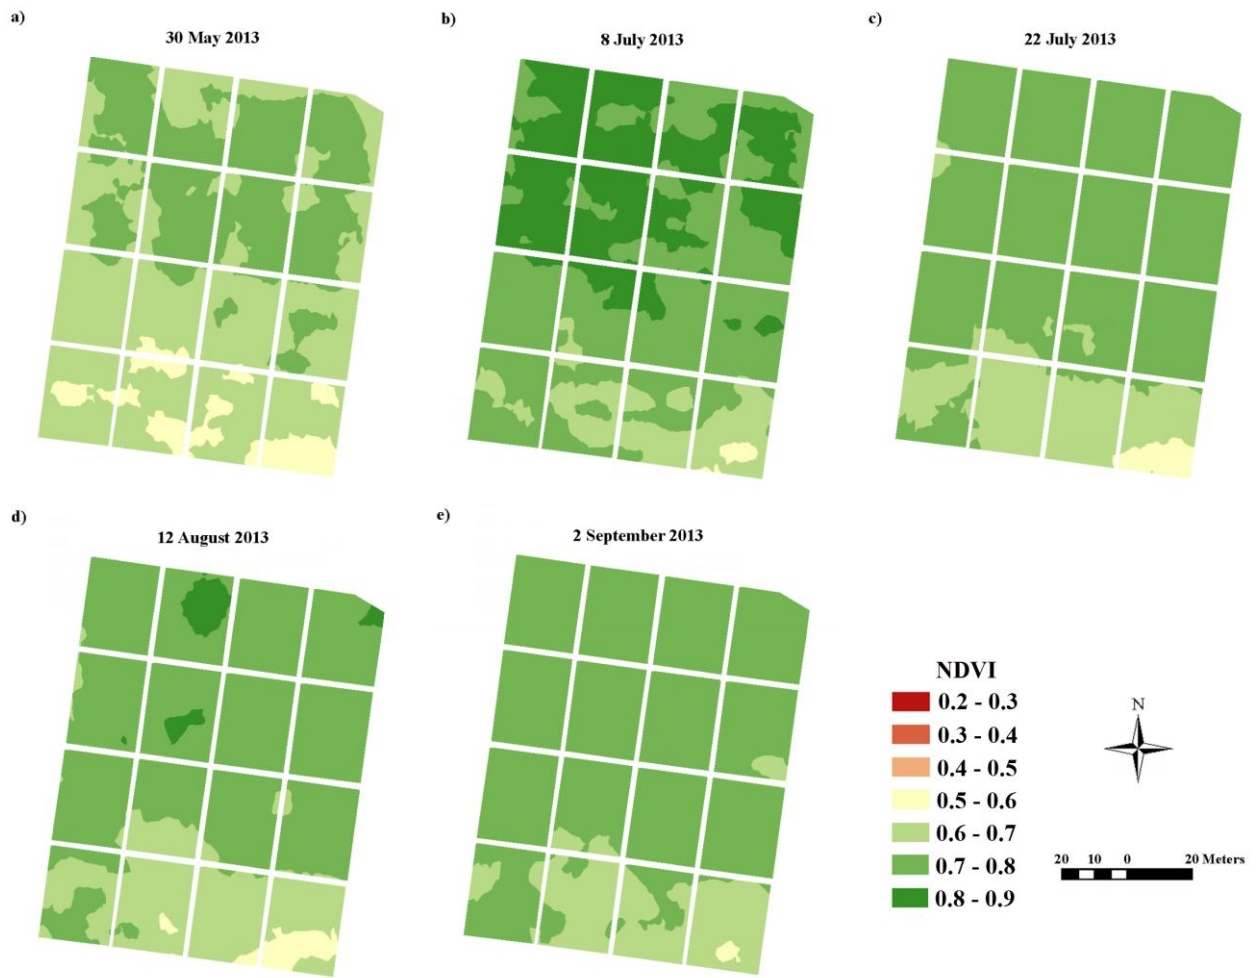 a)
30 May 2013
b)
8 July 2013
c)
22 July 2013
d)
12 August 2013
e)
2 September 2013
NDVI
0.2 - 0.3
0.3 - 0.4
0.4 - 0.5
0.5 - 0.6
0.6 - 0.7
0.7 - 0.8
0.8 - 0.9
N
20 10 0 20 Meters